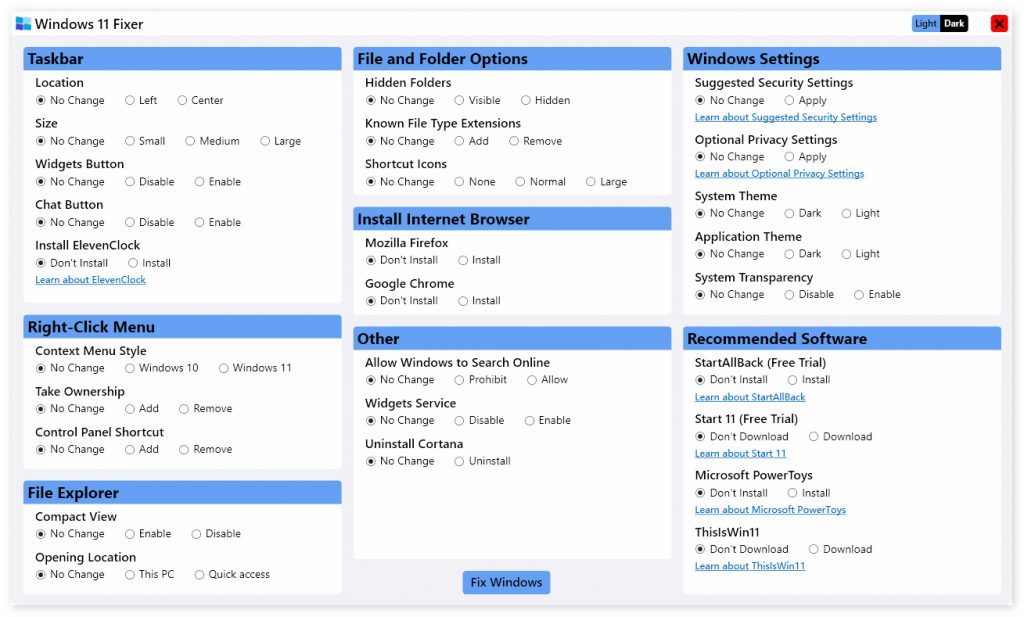 Windows 11 Fixer
Light Dark
Taskbar
Location
No Change Left Center
Size
No Change Small Medium Large
Widgets Button
No Change Disable Enable
Chat Button
No Change Disable Enable
Install ElevenClock
Don't Install Install
Learn about ElevenClock
Right-Click Menu
Context Menu Style
No Change Windows 10 Windows 11
Take Ownership
No Change Add Remove
Control Panel Shortcut
No Change Add Remove
File Explorer
Compact View
No Change Enable Disable
Opening Location
No Change This PC Quick access
File and Folder Options
Hidden Folders
No Change Visible Hidden
Known File Type Extensions
No Change Add Remove
Shortcut Icons
No Change None Normal Large
Install Internet Browser
Mozilla Firefox
Don't Install Install
Google Chrome
Don't Install Install
Other
Allow Windows to Search Online
No Change Prohibit Allow
Widgets Service
No Change Disable Enable
Uninstall Cortana
No Change Uninstall
Fix Windows
Windows Settings
Suggested Security Settings
No Change Apply
Learn about Suggested Security Settings
Optional Privacy Settings
No Change Apply
Learn about Optional Privacy Settings
System Theme
No Change Dark Light
Application Theme
No Change Dark Light
System Transparency
No Change Disable Enable
Recommended Software
StartAllBack (Free Trial)
Don't Install Install
Learn about StartAllBack
Start 11 (Free Trial)
Don't Download Download
Learn about Start 11
Microsoft PowerToys
Don't Install Install
Learn about Microsoft PowerToys
ThisIsWin11
Don't Download Download
Learn about ThisIsWin11